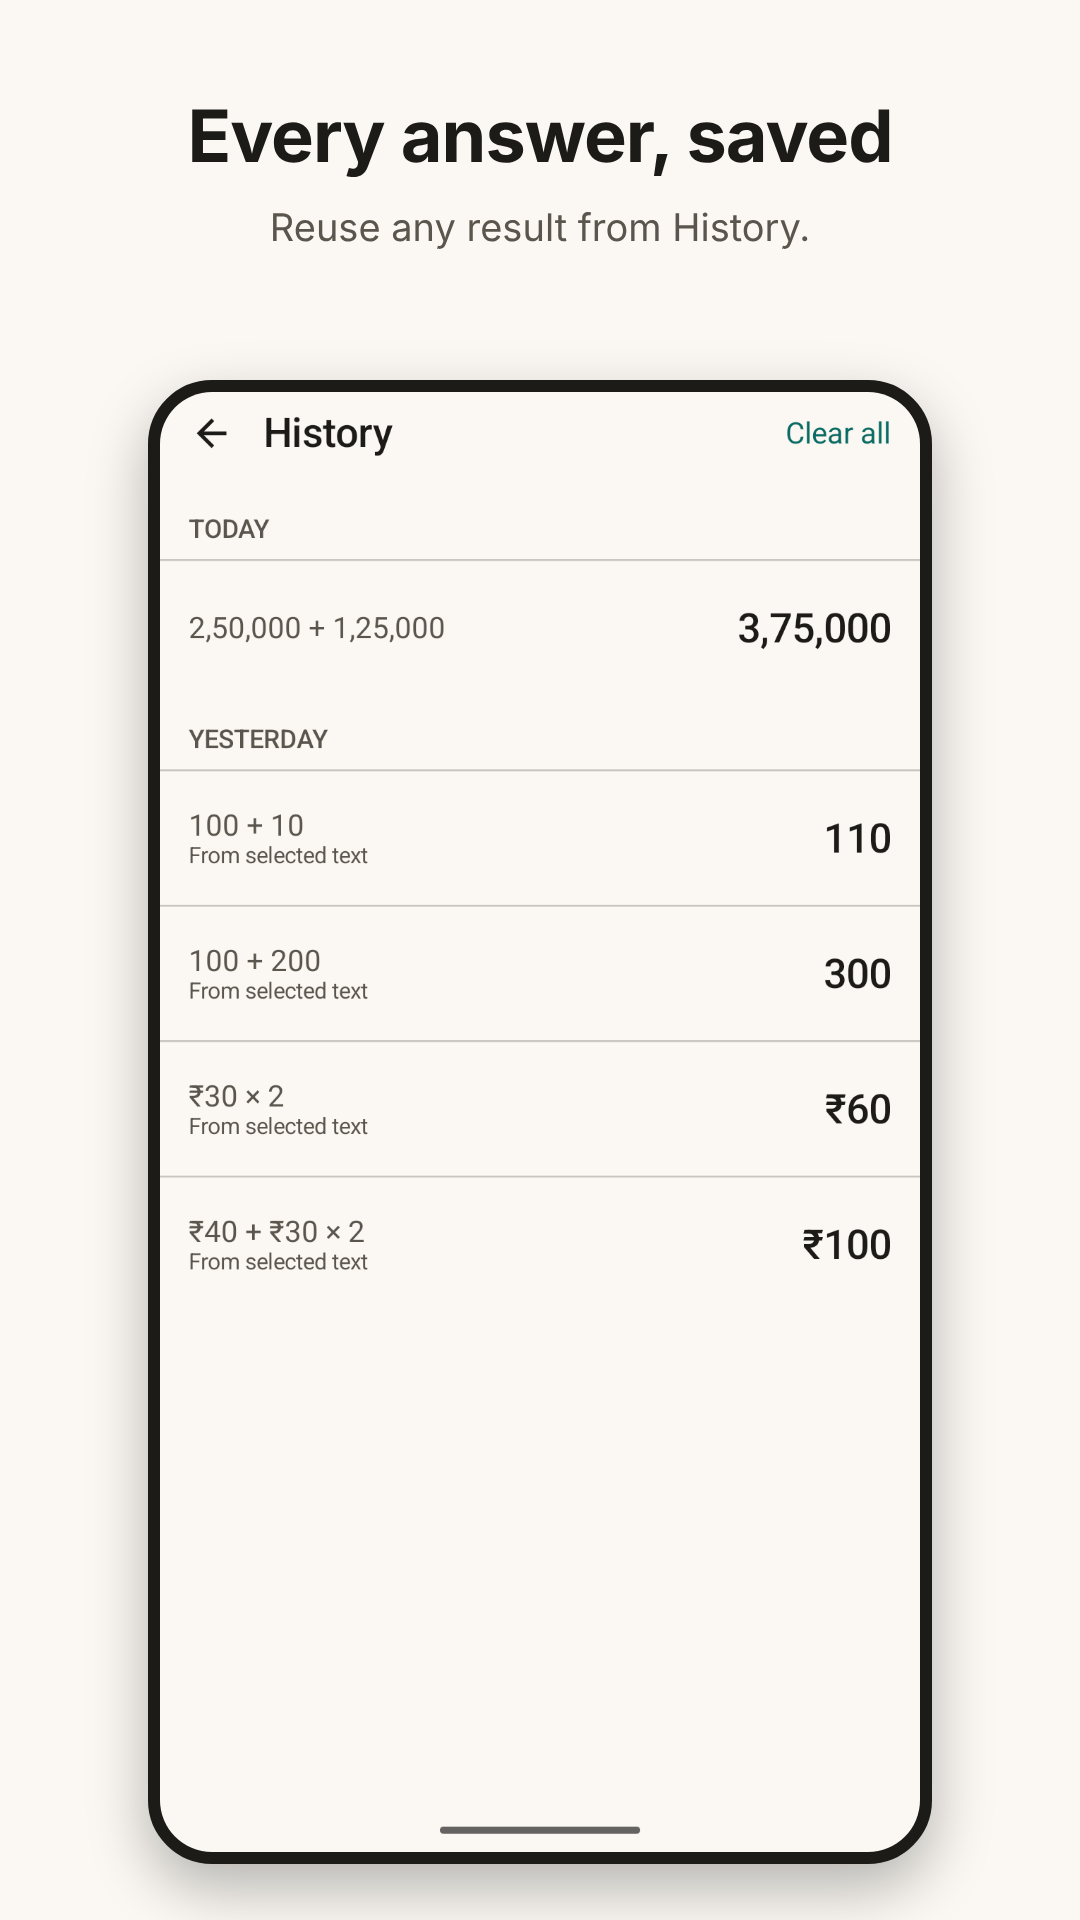 Every answer, saved
Reuse any result from History.
History
Clear all
TODAY
2,50,000 + 1,25,000
3,75,000
YESTERDAY
100 + 10
From selected text
110
100 + 200
From selected text
300
₹30 × 2
From selected text
₹60
₹40 + ₹30 × 2
From selected text
₹100